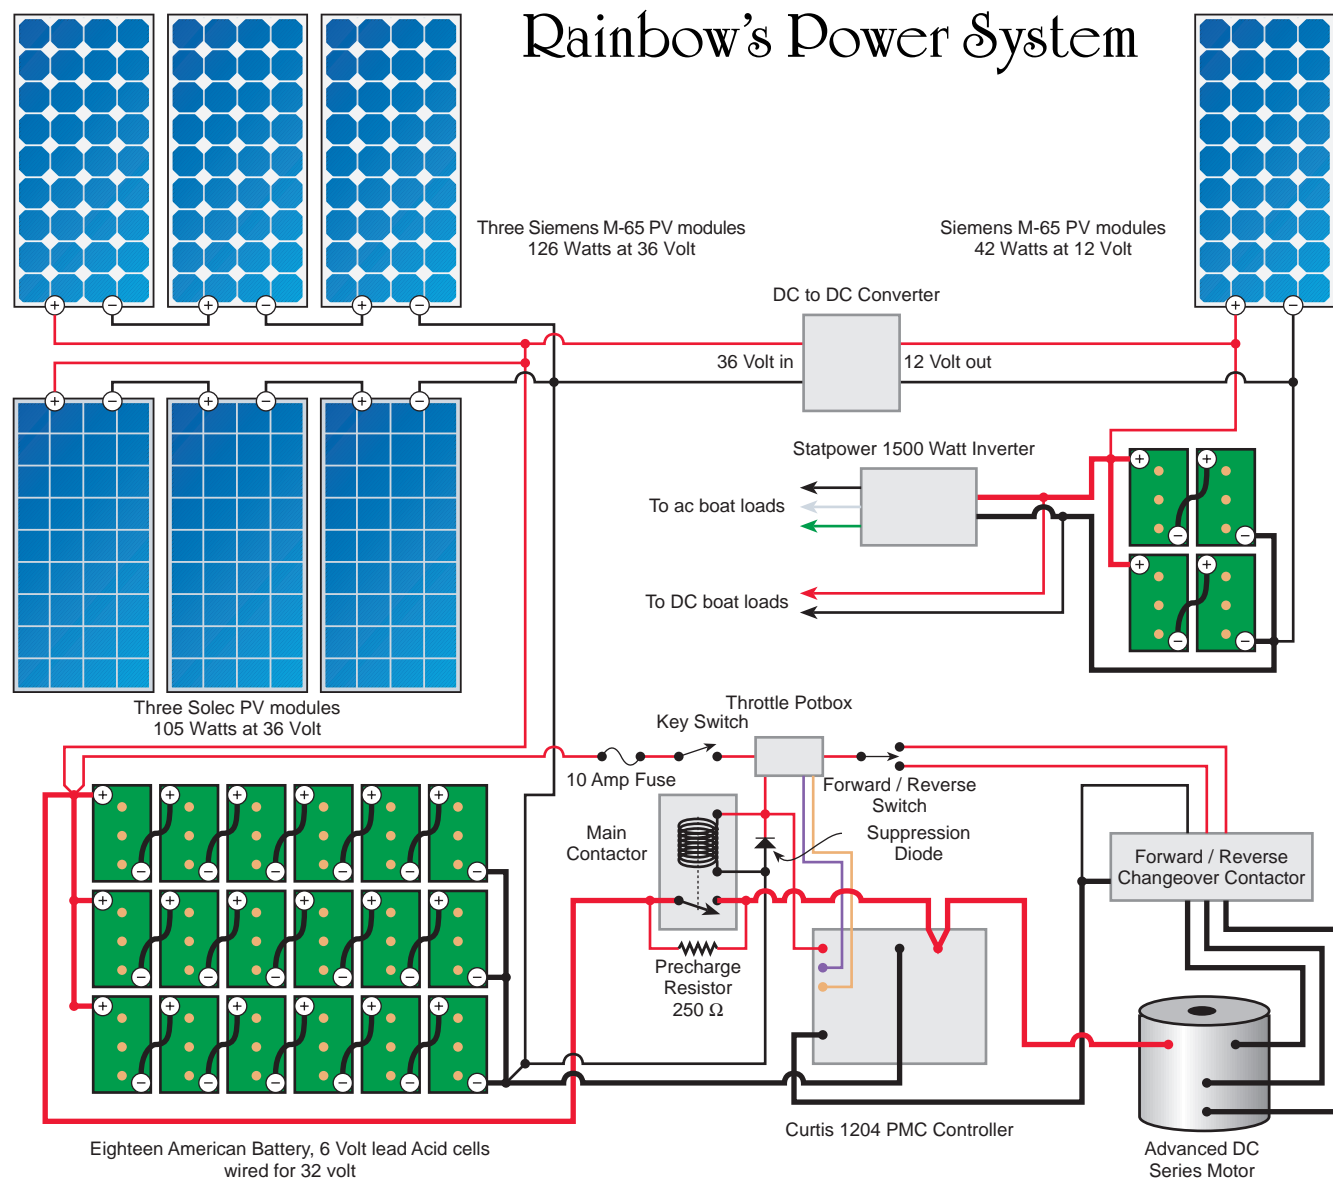 Rainbow's Power System
Three Siemens M-65 PV modules
126 Watts at 36 Volt
Siemens M-65 PV modules
42 Watts at 12 Volt
DC to DC Converter
36 Volt in
12 Volt out
Statpower 1500 Watt Inverter
To ac boat loads
To DC boat loads
Three Solec PV modules
105 Watts at 36 Volt
Throttle Potbox
Key Switch
10 Amp Fuse
Forward / Reverse
Switch
Main
Contactor
Suppression
Diode
Forward / Reverse
Changeover Contactor
Precharge
Resistor
250 Ω
Curtis 1204 PMC Controller
Eighteen American Battery, 6 Volt lead Acid cells
wired for 32 volt
Advanced DC
Series Motor